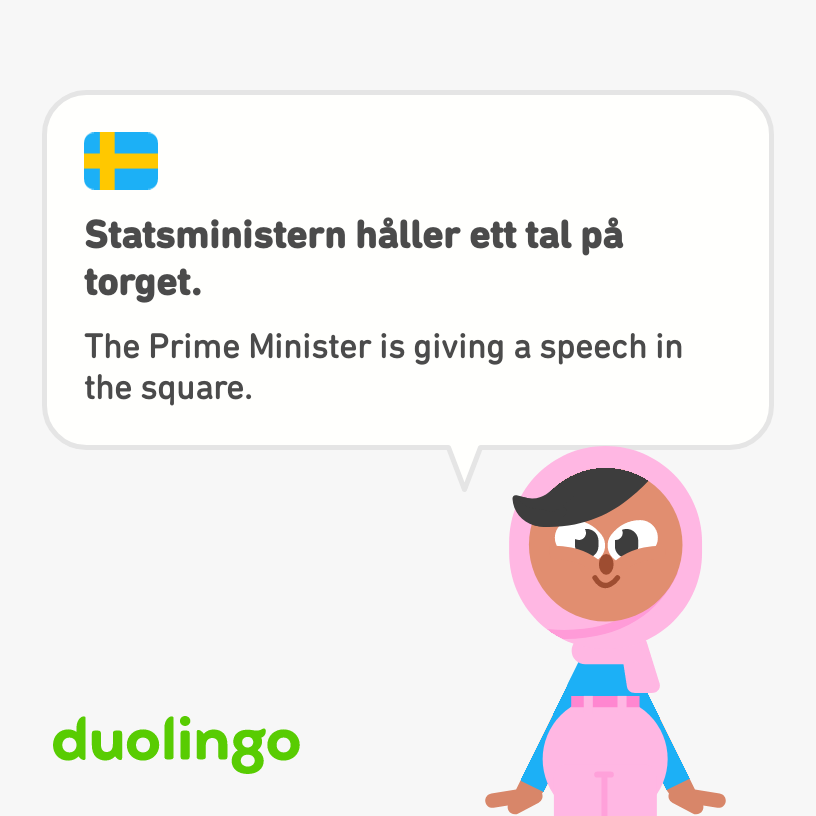 Statsministern håller ett tal på
torget.
The Prime Minister is giving a speech in
the square.
duolingo